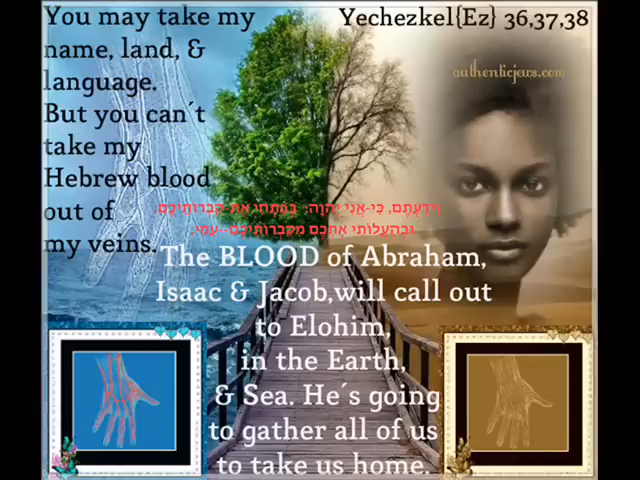 You may take my
name, land, &
language.
But you can´t
take my
Hebrew blood
out of
my veins.
Yechezkel{Ez} 36,37,38
authenticjews.com
וִידַעְתֶּם, כִּי-אֲנִי יְהוָה: בְּפִתְחִי אֶת-קִבְרוֹתֵיכֶם
וּבְהַעֲלוֹתִי אֶתְכֶם מִקִּבְרוֹתֵיכֶם--עַמִּי.
The BLOOD of Abraham,
Isaac & Jacob,will call out
to Elohim,
in the Earth,
& Sea. He´s going
to gather all of us
to take us home.